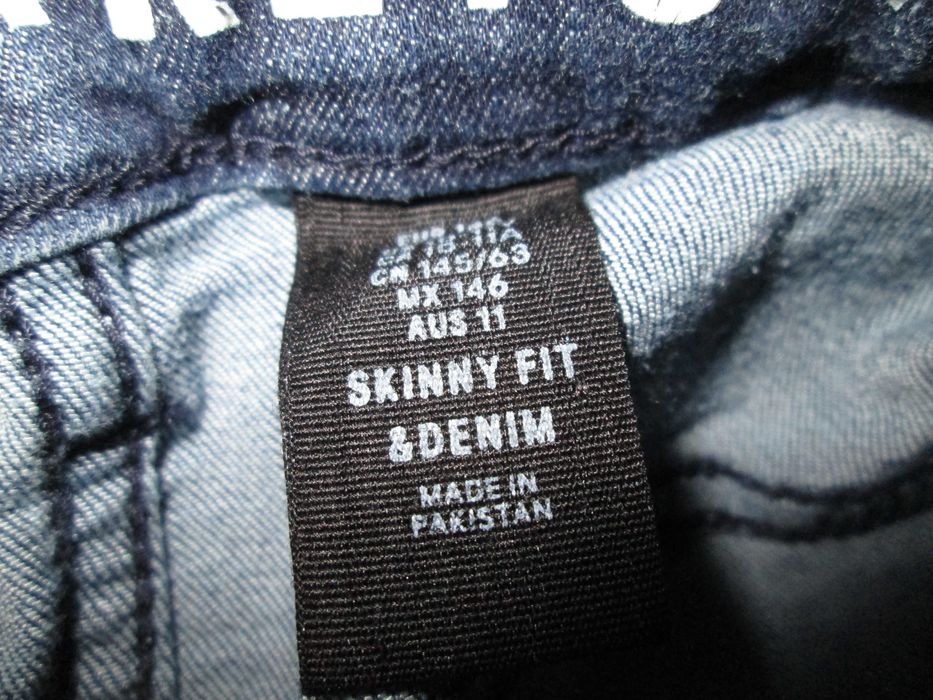 CN 145/63
MX 146
AUS 11
SKINNY FIT
&DENIM
MADE IN
PAKISTAN